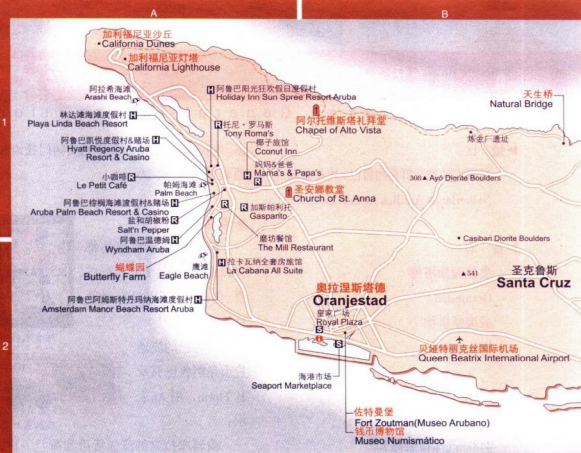 A
B
1
2
加利福尼亚沙丘
California Dunes
加利福尼亚灯塔
California Lighthouse
阿拉希海滩
Arashi Beach
H 阿鲁巴阳光狂欢假日度假村
Holiday Inn Sun Spree Resort Aruba
林达滩海滩度假村 H
Playa Linda Beach Resort
R 托尼·罗马斯
Tony Roma's
阿尔托维斯塔礼拜堂
Chapel of Alto Vista
天生桥
Natural Bridge
炼金厂遗址
阿鲁巴凯悦度假村&赌场 H
Hyatt Regency Aruba
Resort & Casino
椰子旅馆
H Cconut Inn
妈妈&爸爸
Mama's & Papa's
R
小咖啡 R
Le Petit Café
帕姆海滩
Palm Beach
圣安娜教堂
Church of St. Anna
308 ▲ Ayó Diorite Boulders
阿鲁巴棕榈海滩渡假村&赌场 H
Aruba Palm Beach Resort & Casino
R
R 加斯帕利托
Gasparito
盐和胡椒粉 R
Salt'n Pepper
阿鲁巴温德姆 H
Wyndham Aruba
磨坊餐馆
The Mill Restaurant
Casibari Diorite Boulders
蝴蝶园
Butterfly Farm
鹰滩
Eagle Beach
H 拉卡瓦纳全套房旅馆
La Cabana All Suite
▲541
圣克鲁斯
Santa Cruz
阿鲁巴阿姆斯特丹玛纳海滩度假村 H
Amsterdam Manor Beach Resort Aruba
奥拉涅斯塔德
Oranjestad
皇家广场
Royal Plaza
S
S
贝娅特丽克丝国际机场
Queen Beatrix International Airport
海港市场
Seaport Marketplace
佐特曼堡
Fort Zoutman(Museo Arubano)
钱币博物馆
Museo Numismático